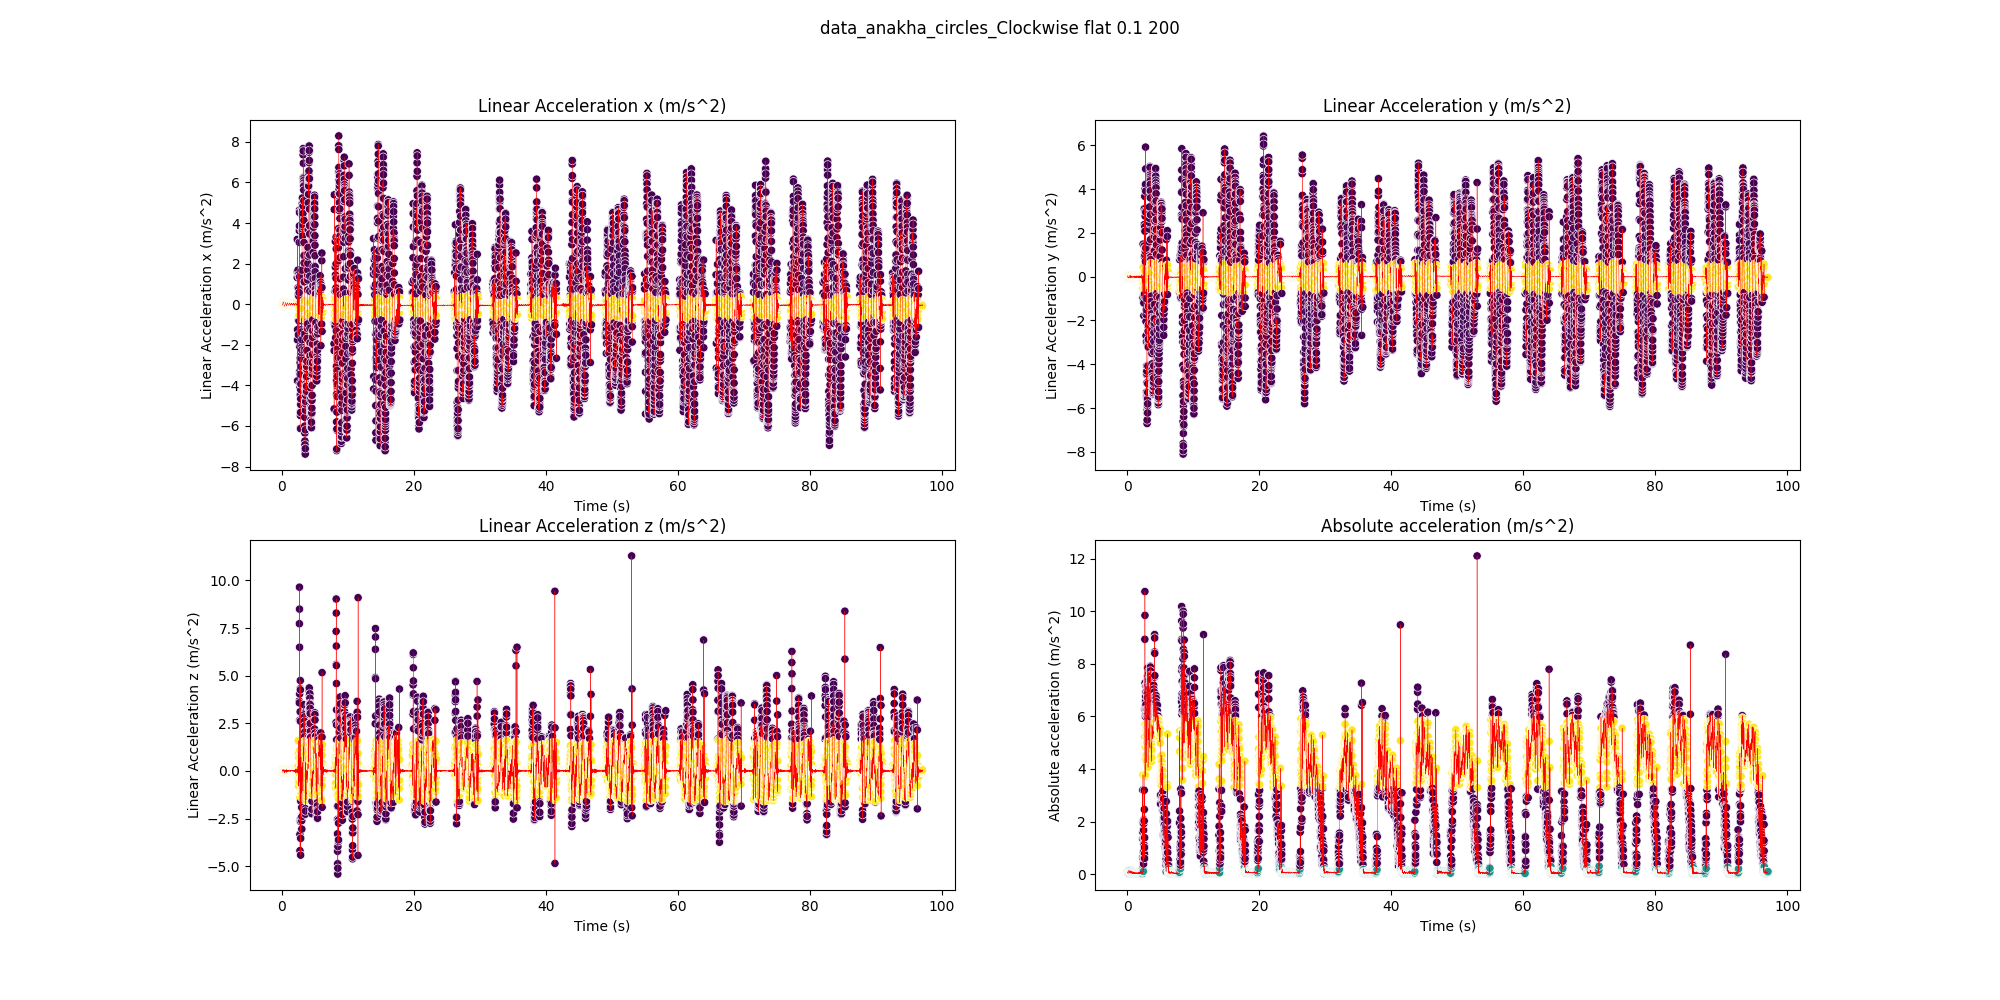 data_anakha_circles_Clockwise flat 0.1 200
Linear Acceleration x (m/s^2)
Linear Acceleration x (m/s^2)
8
6
4
2
0
−2
−4
−6
−8
0 20 40 60 80 100
Time (s)
Linear Acceleration y (m/s^2)
Linear Acceleration y (m/s^2)
6
4
2
0
−2
−4
−6
−8
0 20 40 60 80 100
Time (s)
Linear Acceleration z (m/s^2)
Linear Acceleration z (m/s^2)
10.0
7.5
5.0
2.5
0.0
−2.5
−5.0
0 20 40 60 80 100
Time (s)
Absolute acceleration (m/s^2)
Absolute acceleration (m/s^2)
12
10
8
6
4
2
0
0 20 40 60 80 100
Time (s)